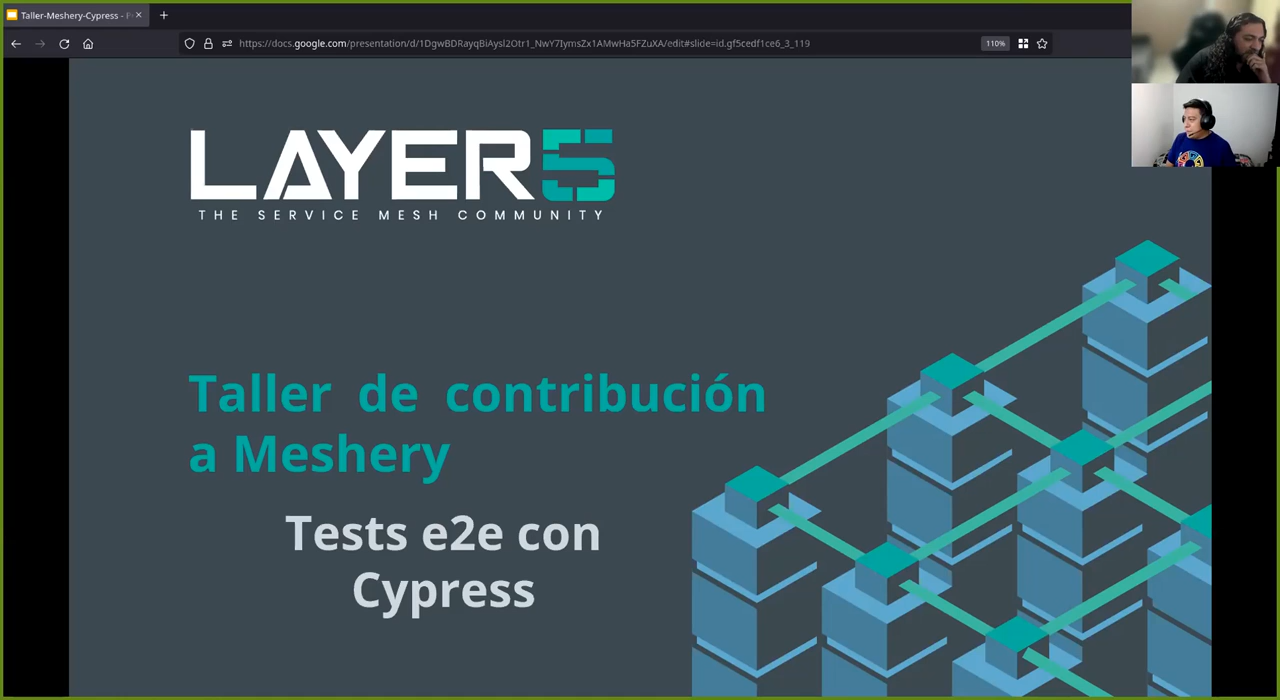 Taller-Meshery-Cypress - P
https://docs.google.com/presentation/d/1DgwBDRayqBiAysl2Otr1_NwY7IymsZx1AMwHa5FZuXA/edit#slide=id.gf5cedf1ce6_3_119
110%
LAYER5
THE SERVICE MESH COMMUNITY
Taller de contribución
a Meshery
Tests e2e con
Cypress